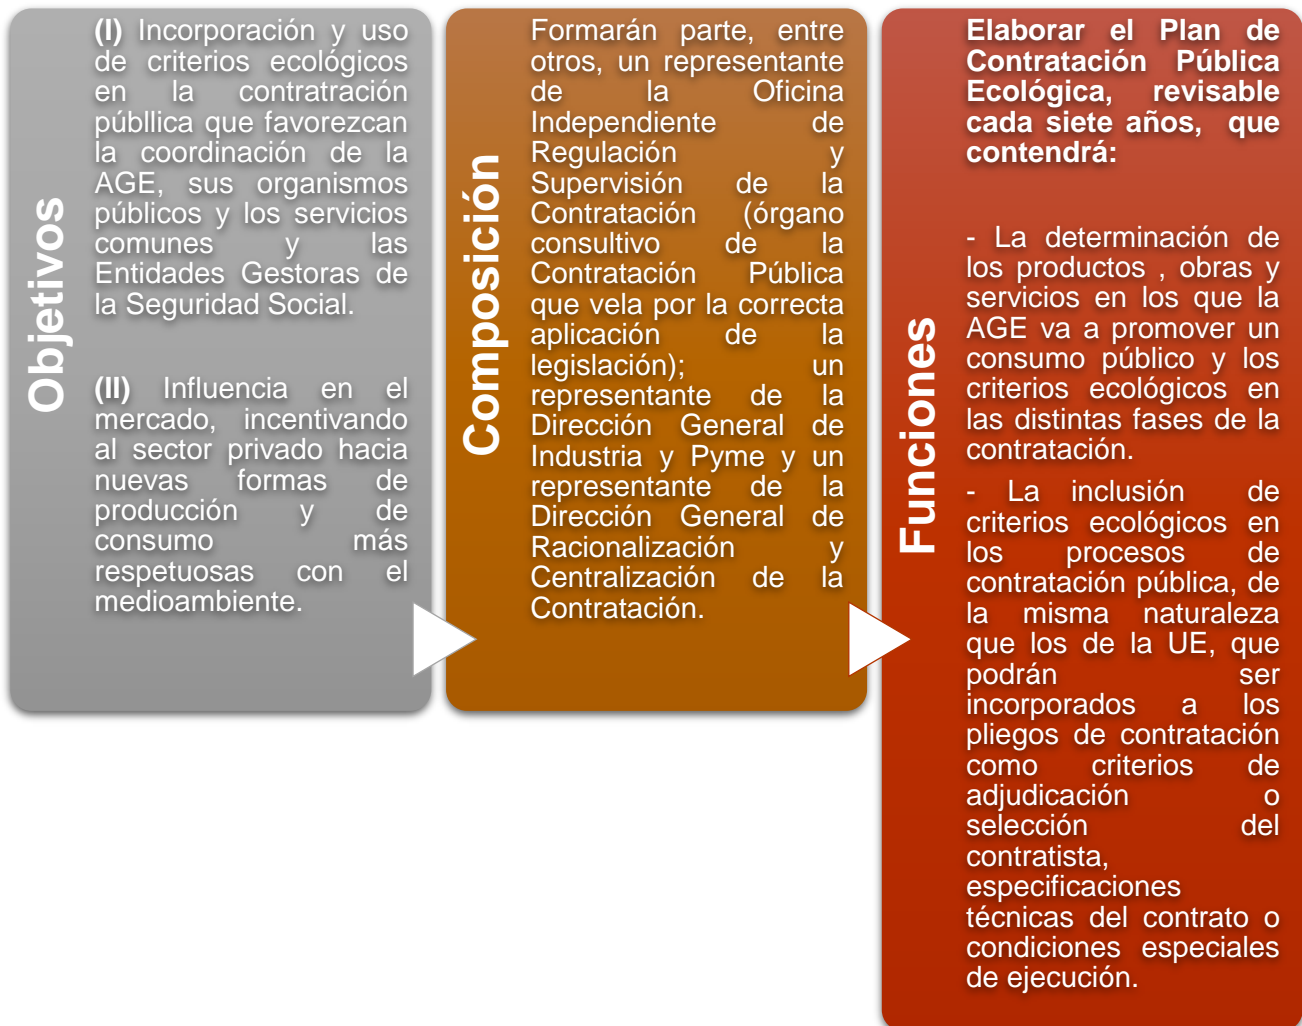 Objetivos
(I) Incorporación y uso
de criterios ecológicos
en la contratración
públlica que favorezcan
la coordinación de la
AGE, sus organismos
públicos y los servicios
comunes y las
Entidades Gestoras de
la Seguridad Social.
(II) Influencia en el
mercado, incentivando
al sector privado hacia
nuevas formas de
producción y de
consumo más
respetuosas con el
medioambiente.
Composición
Formarán parte, entre
otros, un representante
de la Oficina
Independiente de
Regulación y
Supervisión de la
Contratación (órgano
consultivo de la
Contratación Pública
que vela por la correcta
aplicación de la
legislación); un
representante de la
Dirección General de
Industria y Pyme y un
representante de la
Dirección General de
Racionalización y
Centralización de la
Contratación.
Funciones
Elaborar el Plan de
Contratación Pública
Ecológica, revisable
cada siete años, que
contendrá:
- La determinación de
los productos , obras y
servicios en los que la
AGE va a promover un
consumo público y los
criterios ecológicos en
las distintas fases de la
contratación.
- La inclusión de
criterios ecológicos en
los procesos de
contratación pública, de
la misma naturaleza
que los de la UE, que
podrán ser
incorporados a los
pliegos de contratación
como criterios de
adjudicación o
selección del
contratista,
especificaciones
técnicas del contrato o
condiciones especiales
de ejecución.